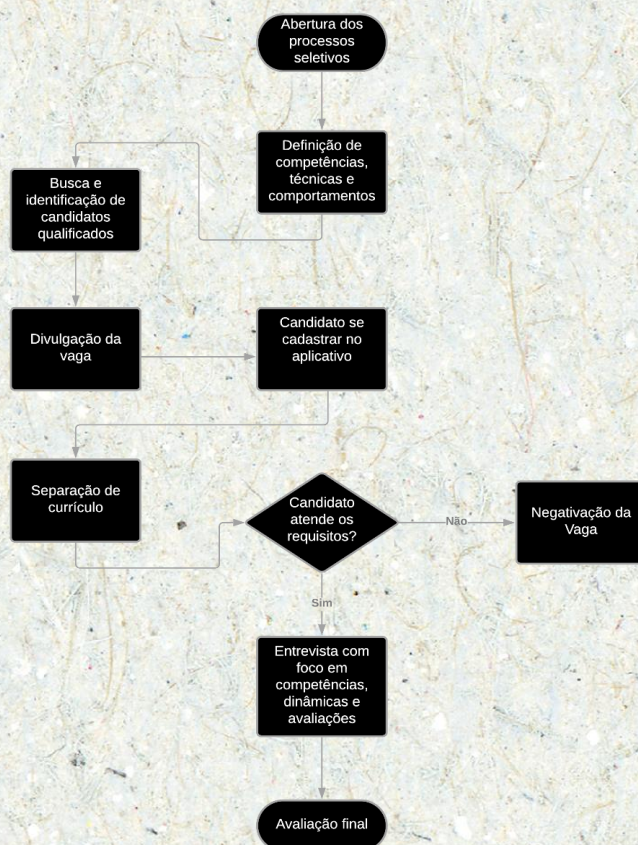 Abertura dos
processos
seletivos
Definição de
competências,
técnicas e
comportamentos
Busca e
identificação de
candidatos
qualificados
Divulgação da
vaga
Candidato se
cadastrar no
aplicativo
Separação de
currículo
Candidato
atende os
requisitos?
Não
Negativação da
Vaga
Sim
Entrevista com
foco em
competências,
dinâmicas e
avaliações
Avaliação final